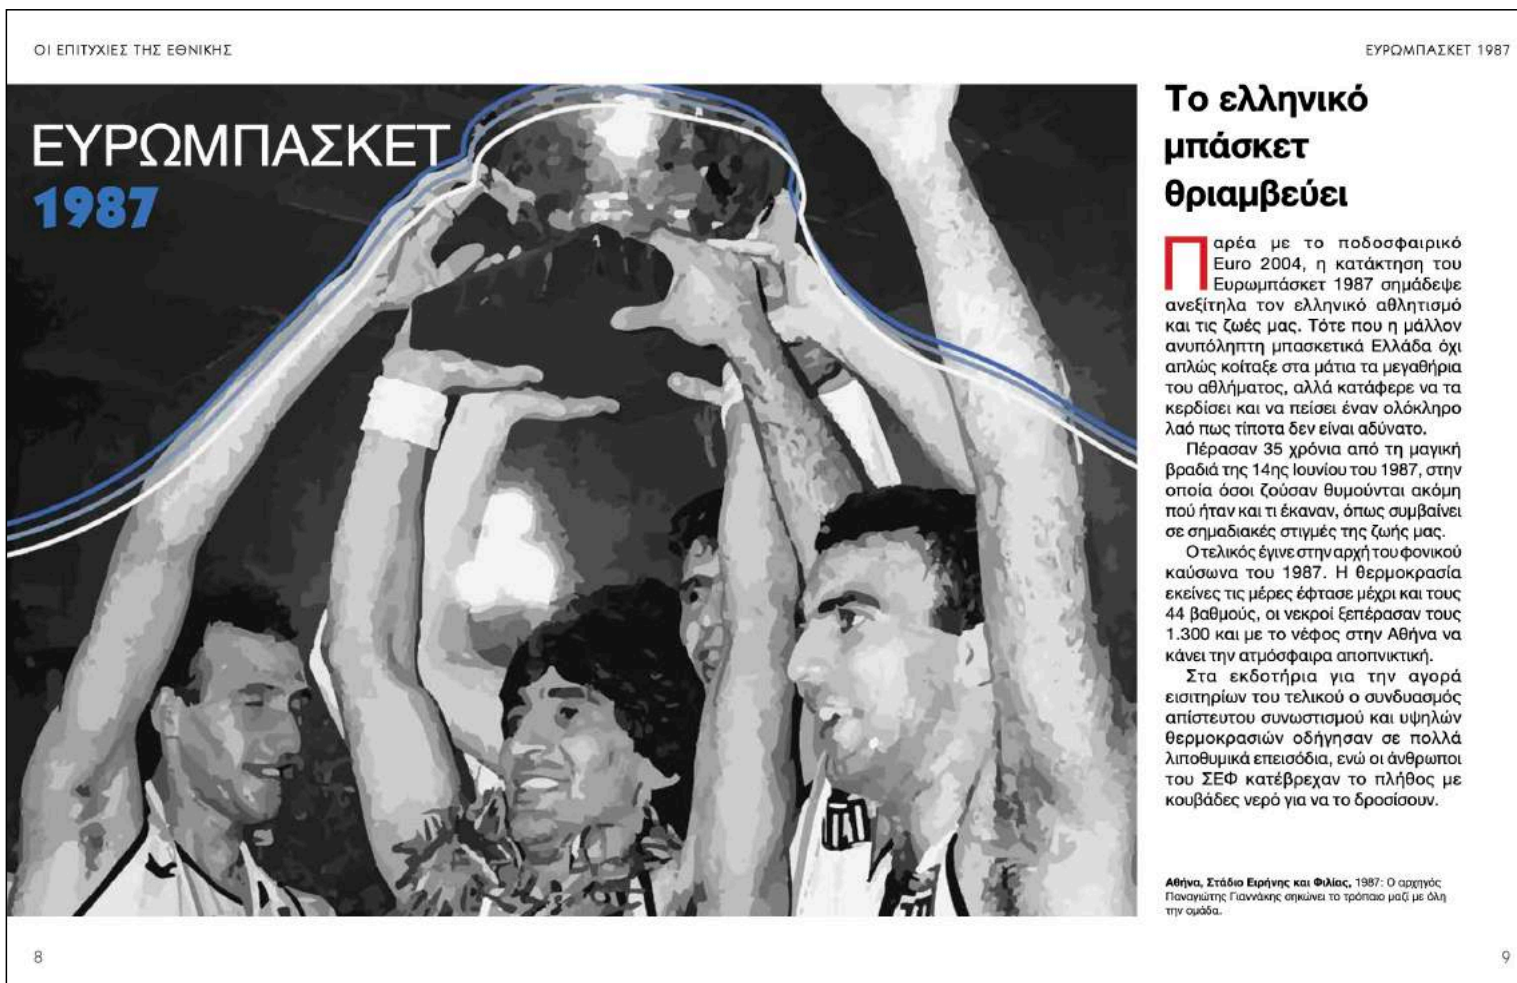 ΟΙ ΕΠΙΤΥΧΙΕΣ ΤΗΣ ΕΘΝΙΚΗΣ
ΕΥΡΩΜΠΑΣΚΕΤ 1987
ΕΥΡΩΜΠΑΣΚΕΤ
1987
Το ελληνικό
μπάσκετ
θριαμβεύει
Παρέα με το ποδοσφαιρικό
Euro 2004, η κατάκτηση του
Ευρωμπάσκετ 1987 σημάδεψε
ανεξίτηλα τον ελληνικό αθλητισμό
και τις ζωές μας. Τότε που η μάλλον
ανυπόληπτη μπασκετικά Ελλάδα όχι
απλώς κοίταξε στα μάτια τα μεγαθήρια
του αθλήματος, αλλά κατάφερε να τα
κερδίσει και να πείσει έναν ολόκληρο
λαό πως τίποτα δεν είναι αδύνατο.
Πέρασαν 35 χρόνια από τη μαγική
βραδιά της 14ης Ιουνίου του 1987, στην
οποία όσοι ζούσαν θυμούνται ακόμη
πού ήταν και τι έκαναν, όπως συμβαίνει
σε σημαδιακές στιγμές της ζωής μας.
Ο τελικός έγινε στην αρχή του φονικού
καύσωνα του 1987. Η θερμοκρασία
εκείνες τις μέρες έφτασε μέχρι και τους
44 βαθμούς, οι νεκροί ξεπέρασαν τους
1.300 και με το νέφος στην Αθήνα να
κάνει την ατμόσφαιρα αποπνικτική.
Στα εκδοτήρια για την αγορά
εισιτηρίων του τελικού ο συνδυασμός
απίστευτου συνωστισμού και υψηλών
θερμοκρασιών οδήγησαν σε πολλά
λιποθυμικά επεισόδια, ενώ οι άνθρωποι
του ΣΕΦ κατέβρεχαν το πλήθος με
κουβάδες νερό για να το δροσίσουν.
Αθήνα, Στάδιο Ειρήνης και Φιλίας, 1987: Ο αρχηγός
Παναγιώτης Γιαννάκης σηκώνει το τρόπαιο μαζί με όλη
την ομάδα.
8
9